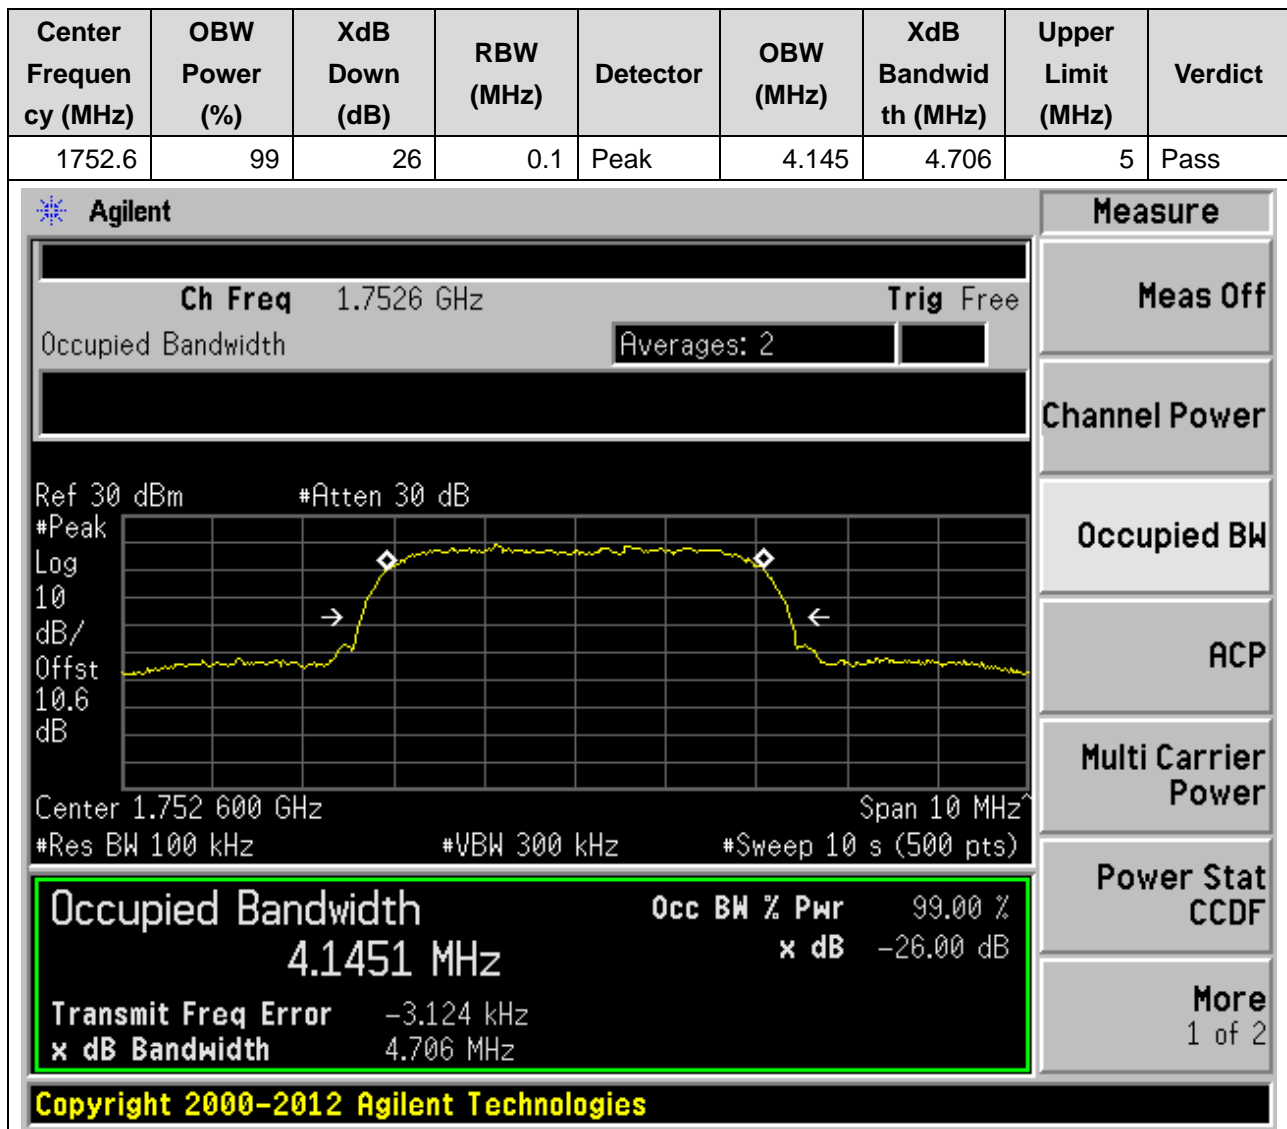 Center Frequen cy (MHz) OBW Power (%) XdB Down (dB) RBW (MHz) Detector OBW (MHz) XdB Bandwid th (MHz) Upper Limit (MHz) Verdict
1752.6 99 26 0.1 Peak 4.145 4.706 5 Pass
Agilent
Measure
Ch Freq 1.7526 GHz Trig Free
Occupied Bandwidth Averages: 2
Ref 30 dBm #Atten 30 dB
#Peak
Log
10
dB/
Offst
10.6
dB
Center 1.752 600 GHz Span 10 MHz^
#Res BW 100 kHz #VBW 300 kHz #Sweep 10 s (500 pts)
Occupied Bandwidth Occ BW % Pwr 99.00 %
4.1451 MHz x dB -26.00 dB
Transmit Freq Error -3.124 kHz
x dB Bandwidth 4.706 MHz
Meas Off
Channel Power
Occupied BW
ACP
Multi Carrier
Power
Power Stat
CCDF
More
1 of 2
Copyright 2000-2012 Agilent Technologies